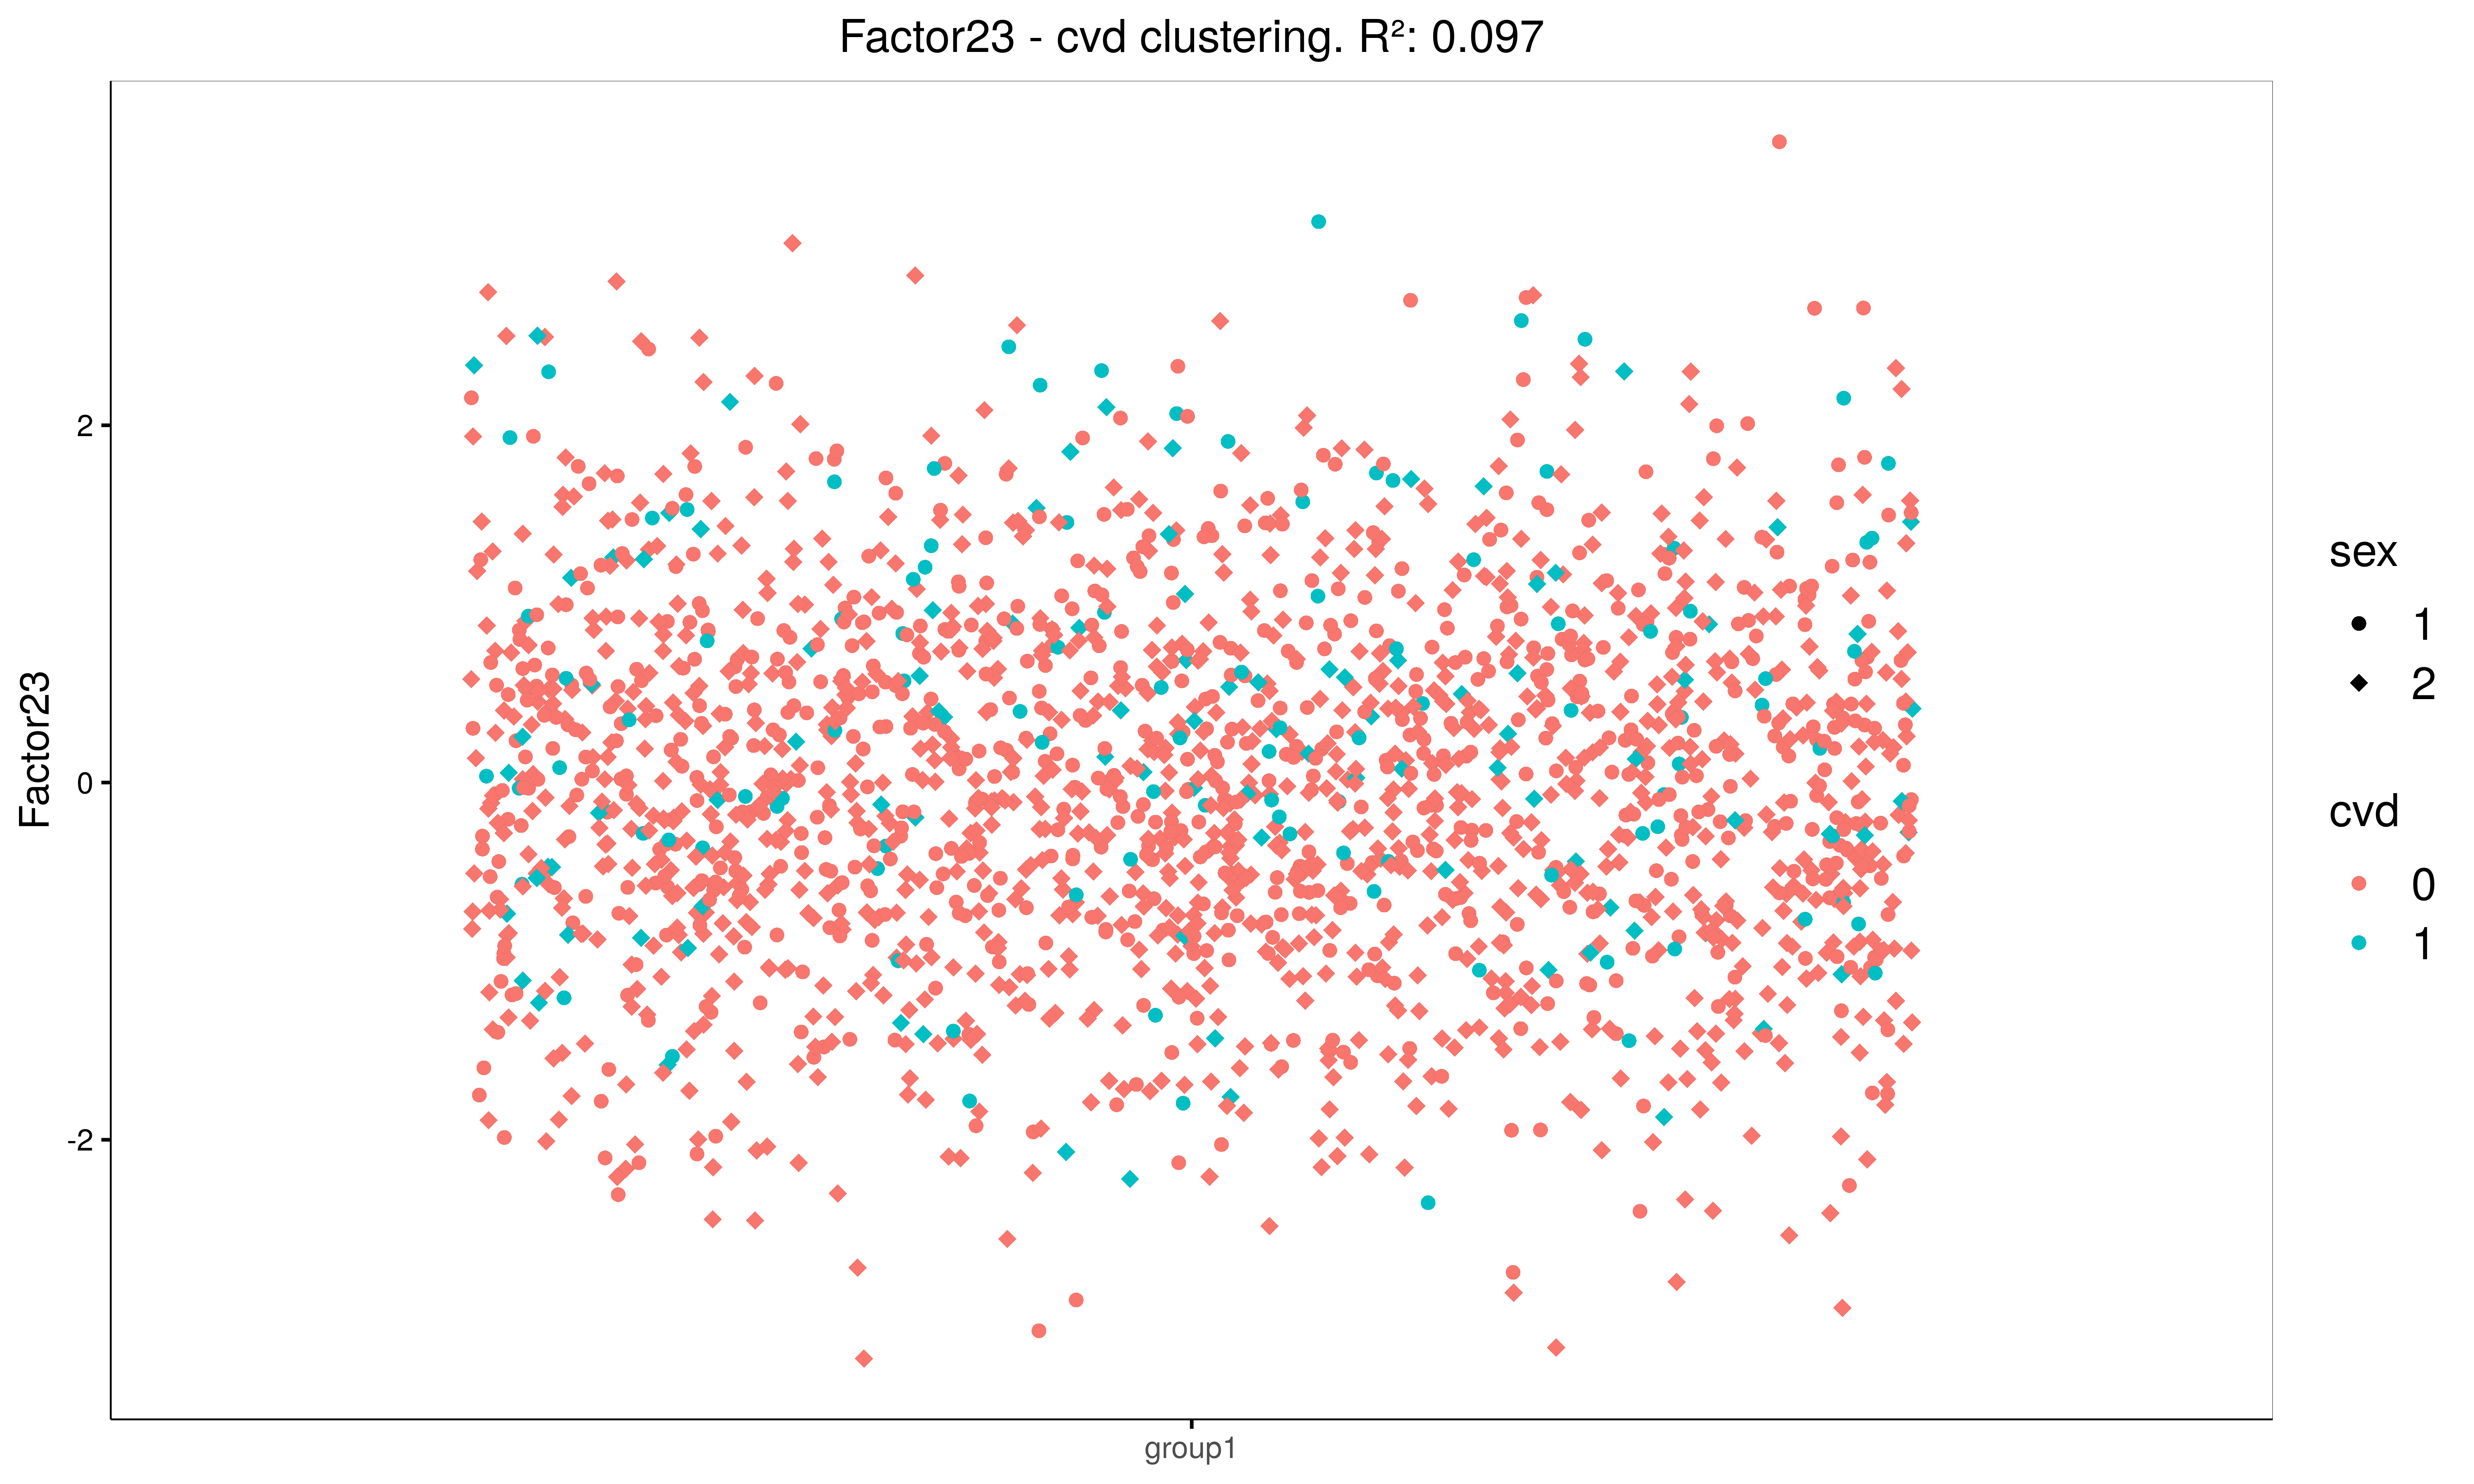 Factor23 - cvd clustering. R²: 0.097
Factor23
2
0
-2
group1
sex
1
2
cvd
0
1